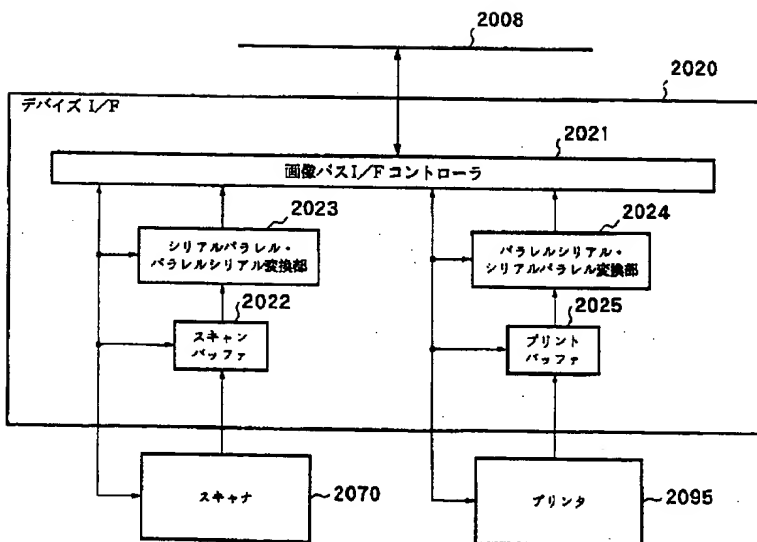 2008
2020
デバイズ I/F
2021
画像バスI/F コントローラ
2023
シリアルパラレル・
パラレルシリアル変換部
2024
パラレルシリアル・
シリアルパラレル変換部
2022
スキャン
バッファ
2025
プリント
バッファ
スキャナ
2070
プリンタ
2095